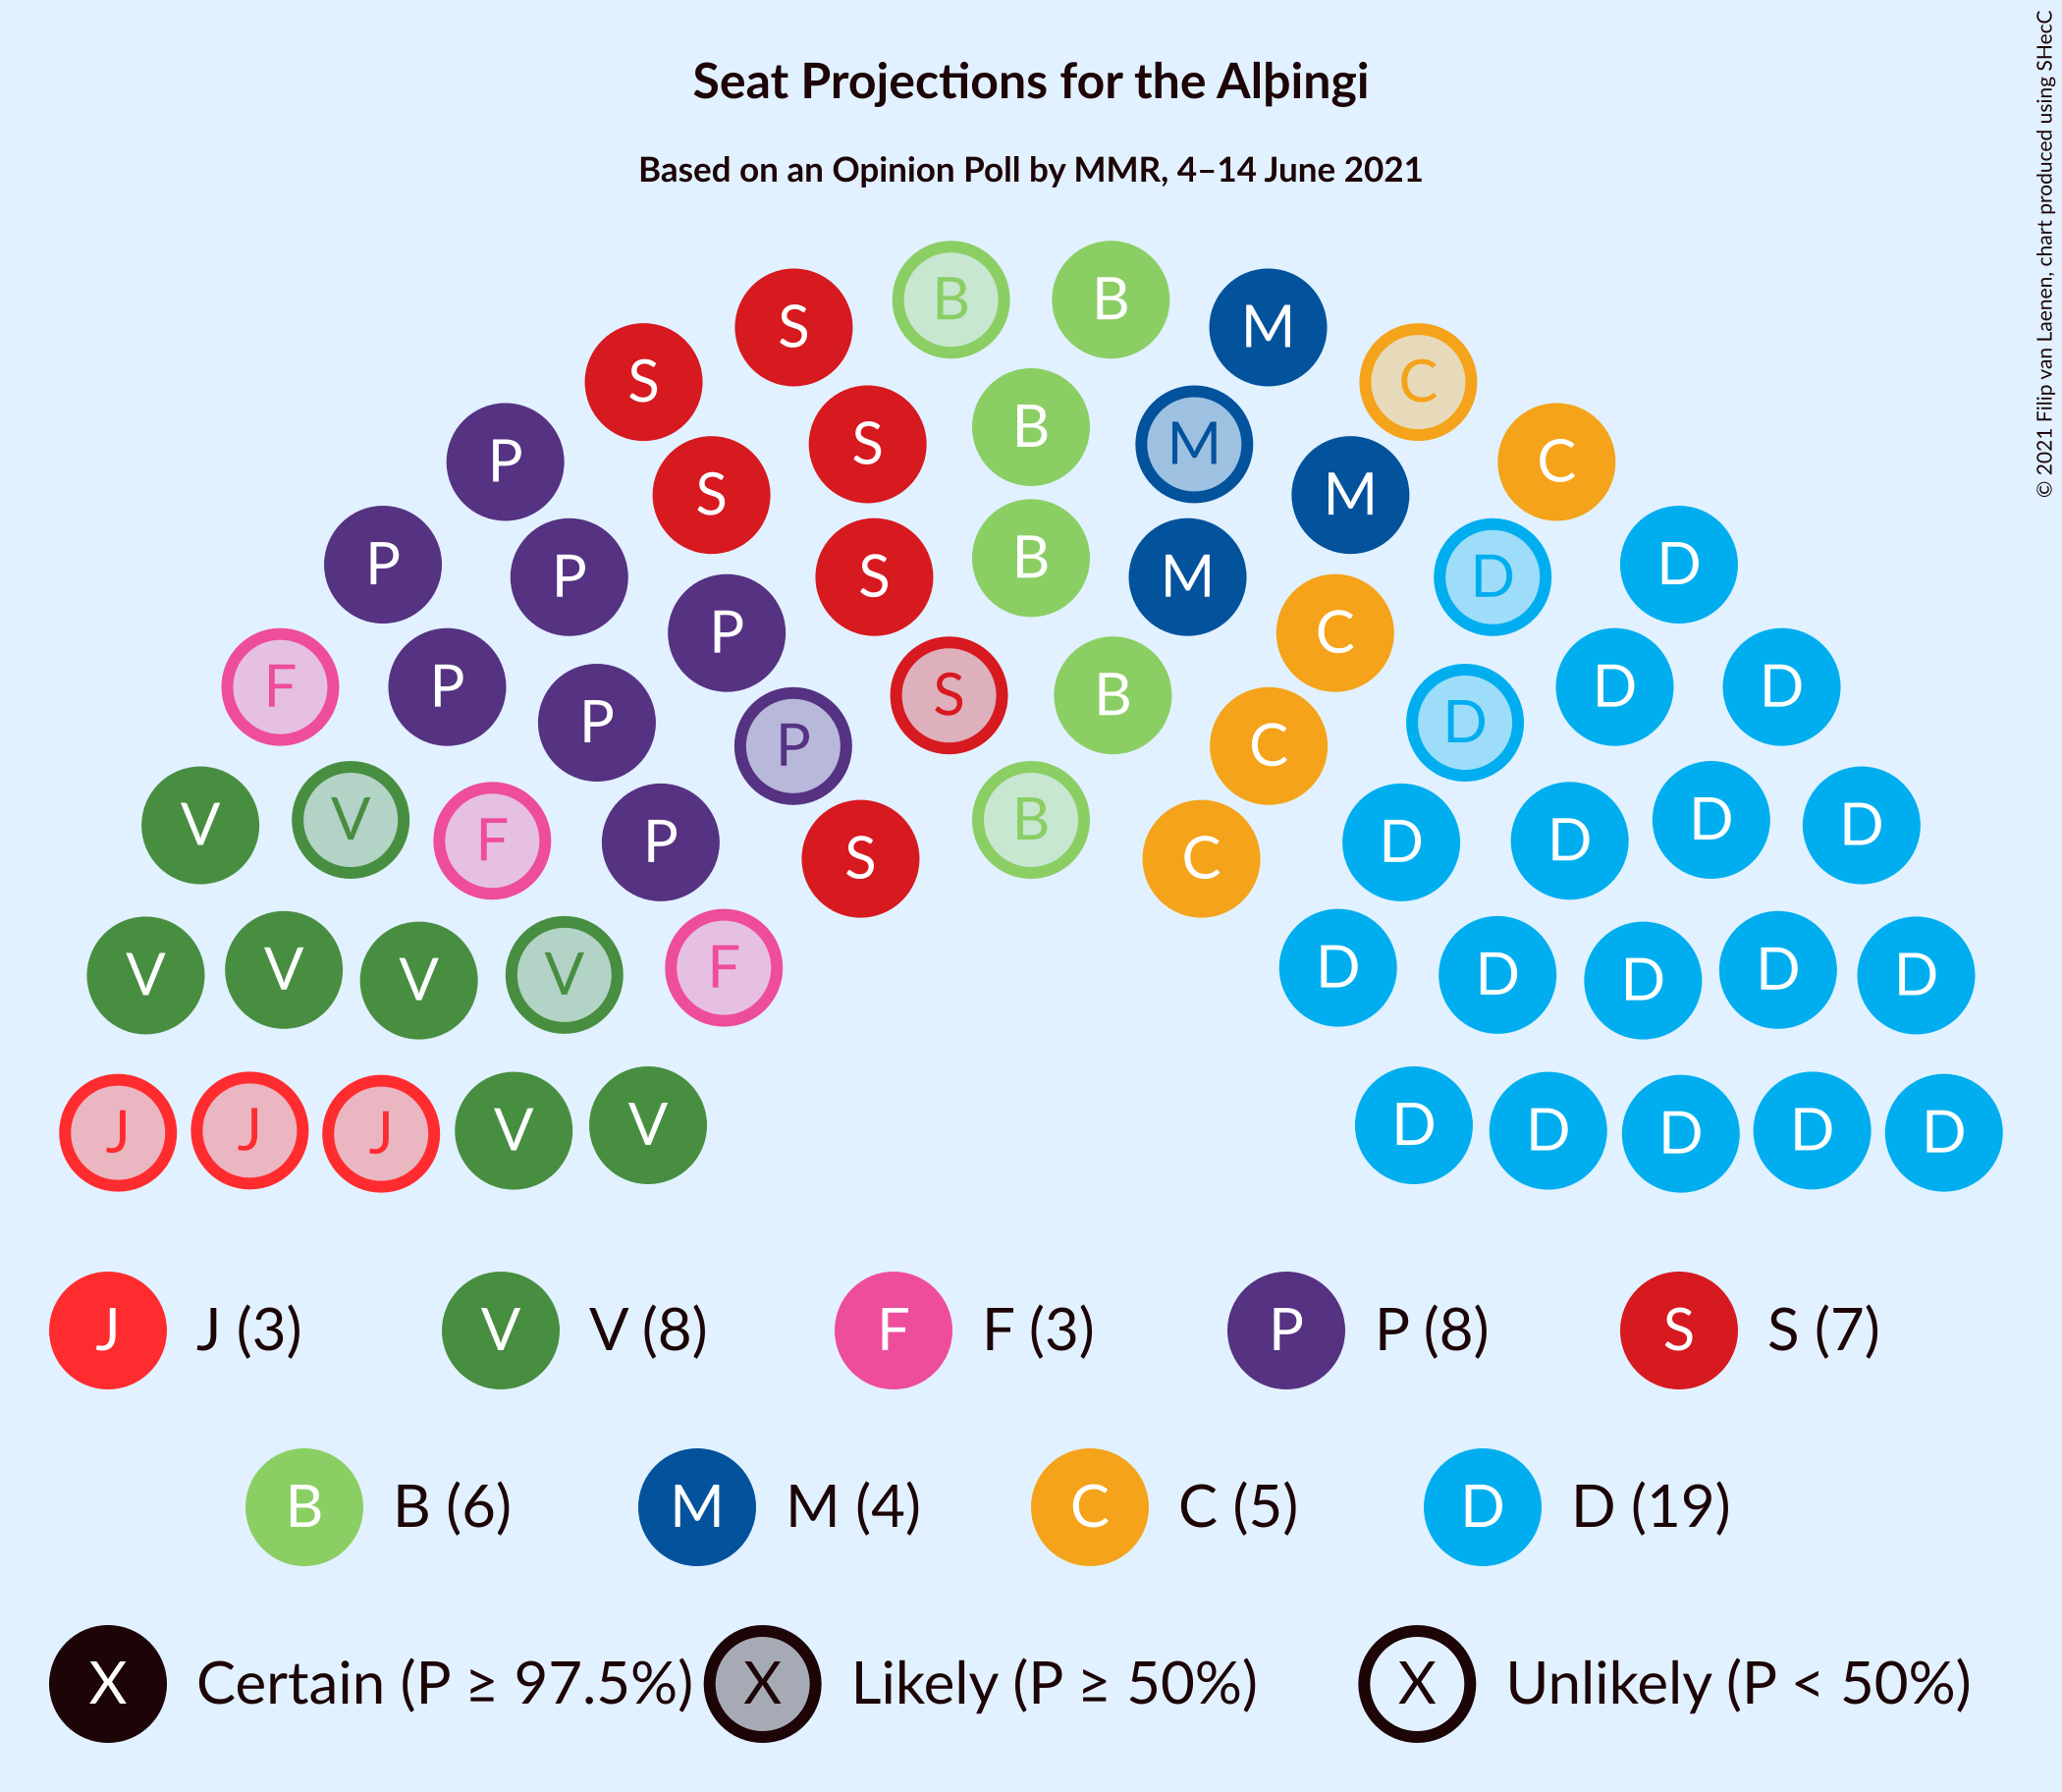 Seat Projections for the Alþingi
Based on an Opinion Poll by MMR, 4–14 June 2021
© 2021 Filip van Laenen, chart produced using SHecC
B B
S M
S C
B
S M
P C
S M
B
P D
S M
P D
P C
F D
P D
S B
P D
P C
V D
V D
B
F D
P D
S C
V D
V D
V D
V D
F D
J D
J D
J D
V D
V D
J J (3) V V (8) F F (3) P P (8) S S (7)
B B (6) M M (4) C C (5) D D (19)
X Certain (P ≥ 97.5%) X Likely (P ≥ 50%) X Unlikely (P < 50%)